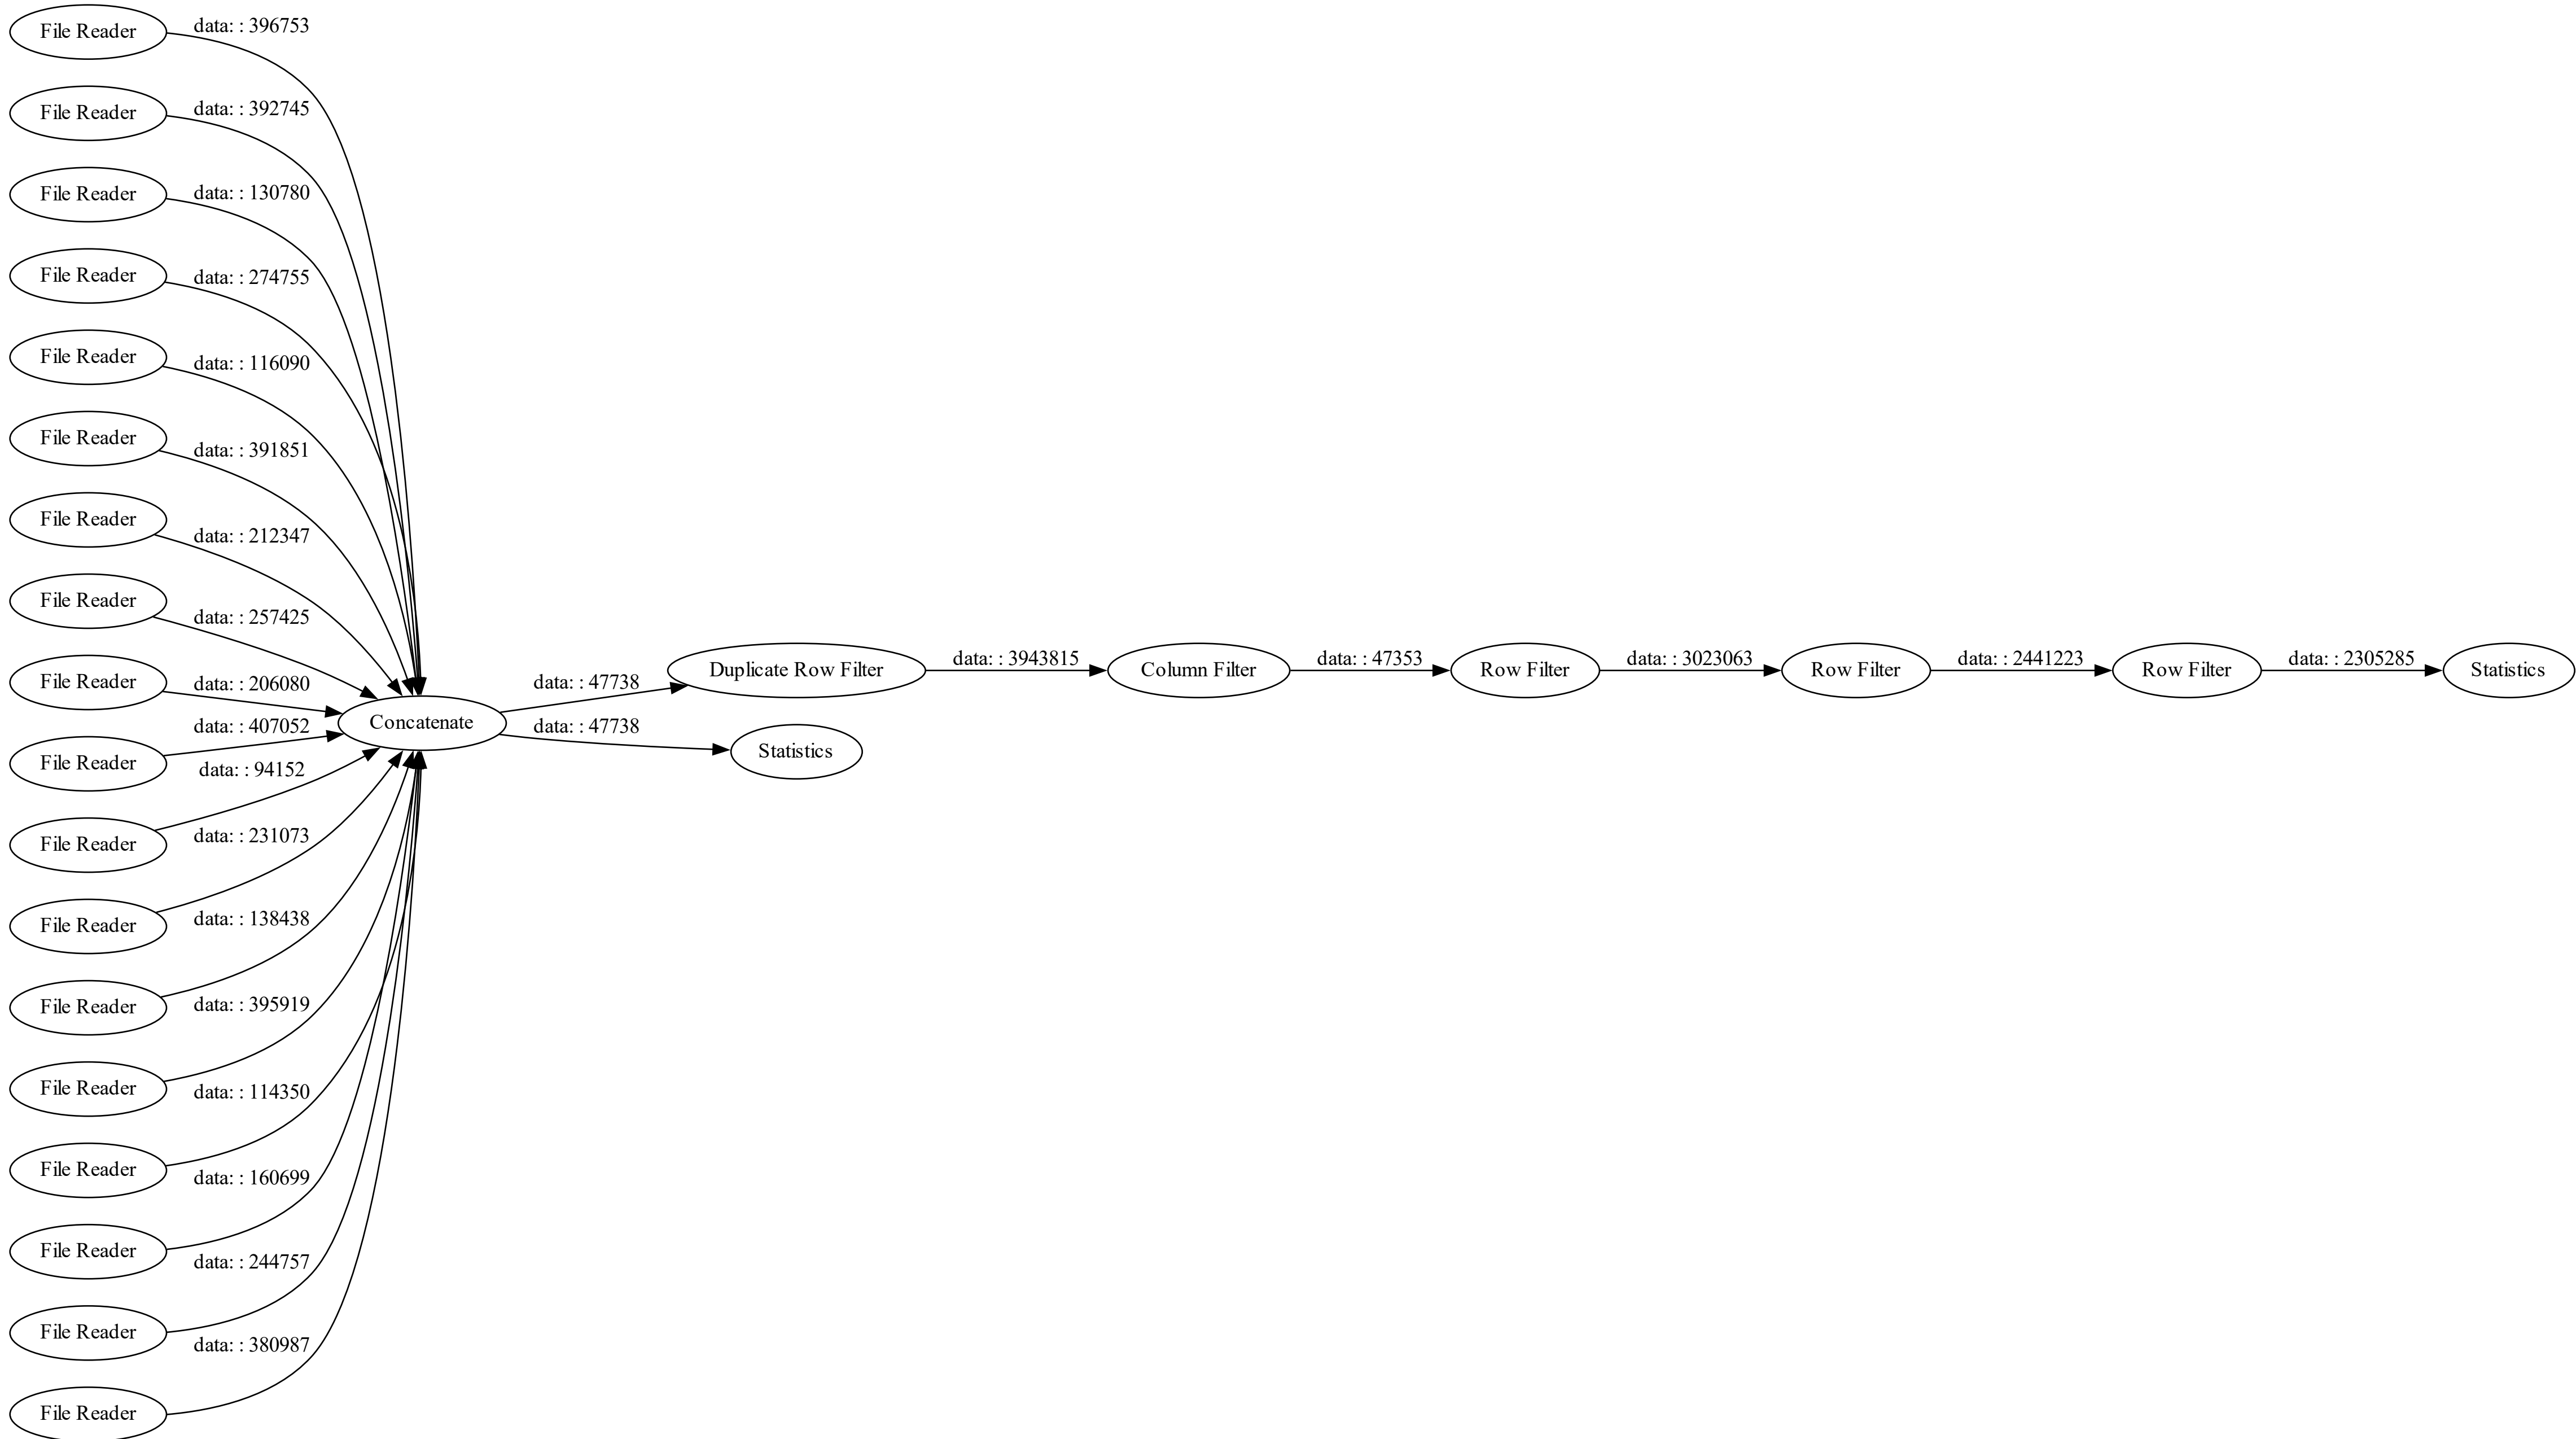 File Reader
data: : 396753
File Reader
data: : 392745
File Reader
data: : 130780
File Reader
data: : 274755
File Reader
data: : 116090
File Reader
data: : 391851
File Reader
data: : 212347
File Reader
data: : 257425
File Reader
data: : 206080
File Reader
data: : 407052
File Reader
data: : 94152
File Reader
data: : 231073
File Reader
data: : 138438
File Reader
data: : 395919
File Reader
data: : 114350
File Reader
data: : 160699
File Reader
data: : 244757
File Reader
data: : 380987
Concatenate
data: : 47738
Duplicate Row Filter
data: : 3943815
Column Filter
data: : 47353
Row Filter
data: : 3023063
Row Filter
data: : 2441223
Row Filter
data: : 2305285
Statistics
data: : 47738
Statistics